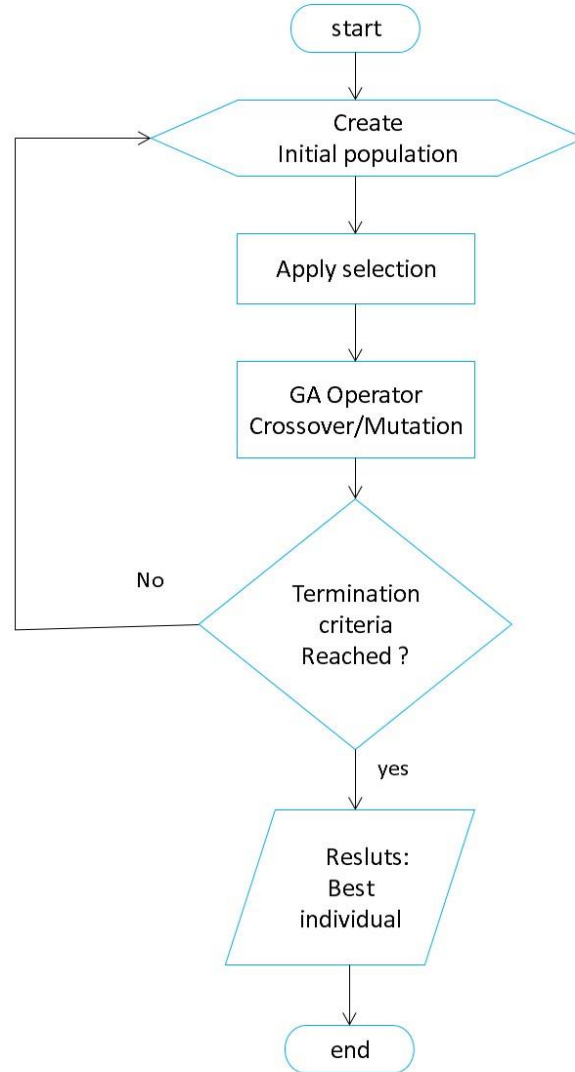 start
Create
Initial population
Apply selection
GA Operator
Crossover/Mutation
No
Termination
criteria
Reached ?
yes
Resluts:
Best
individual
end